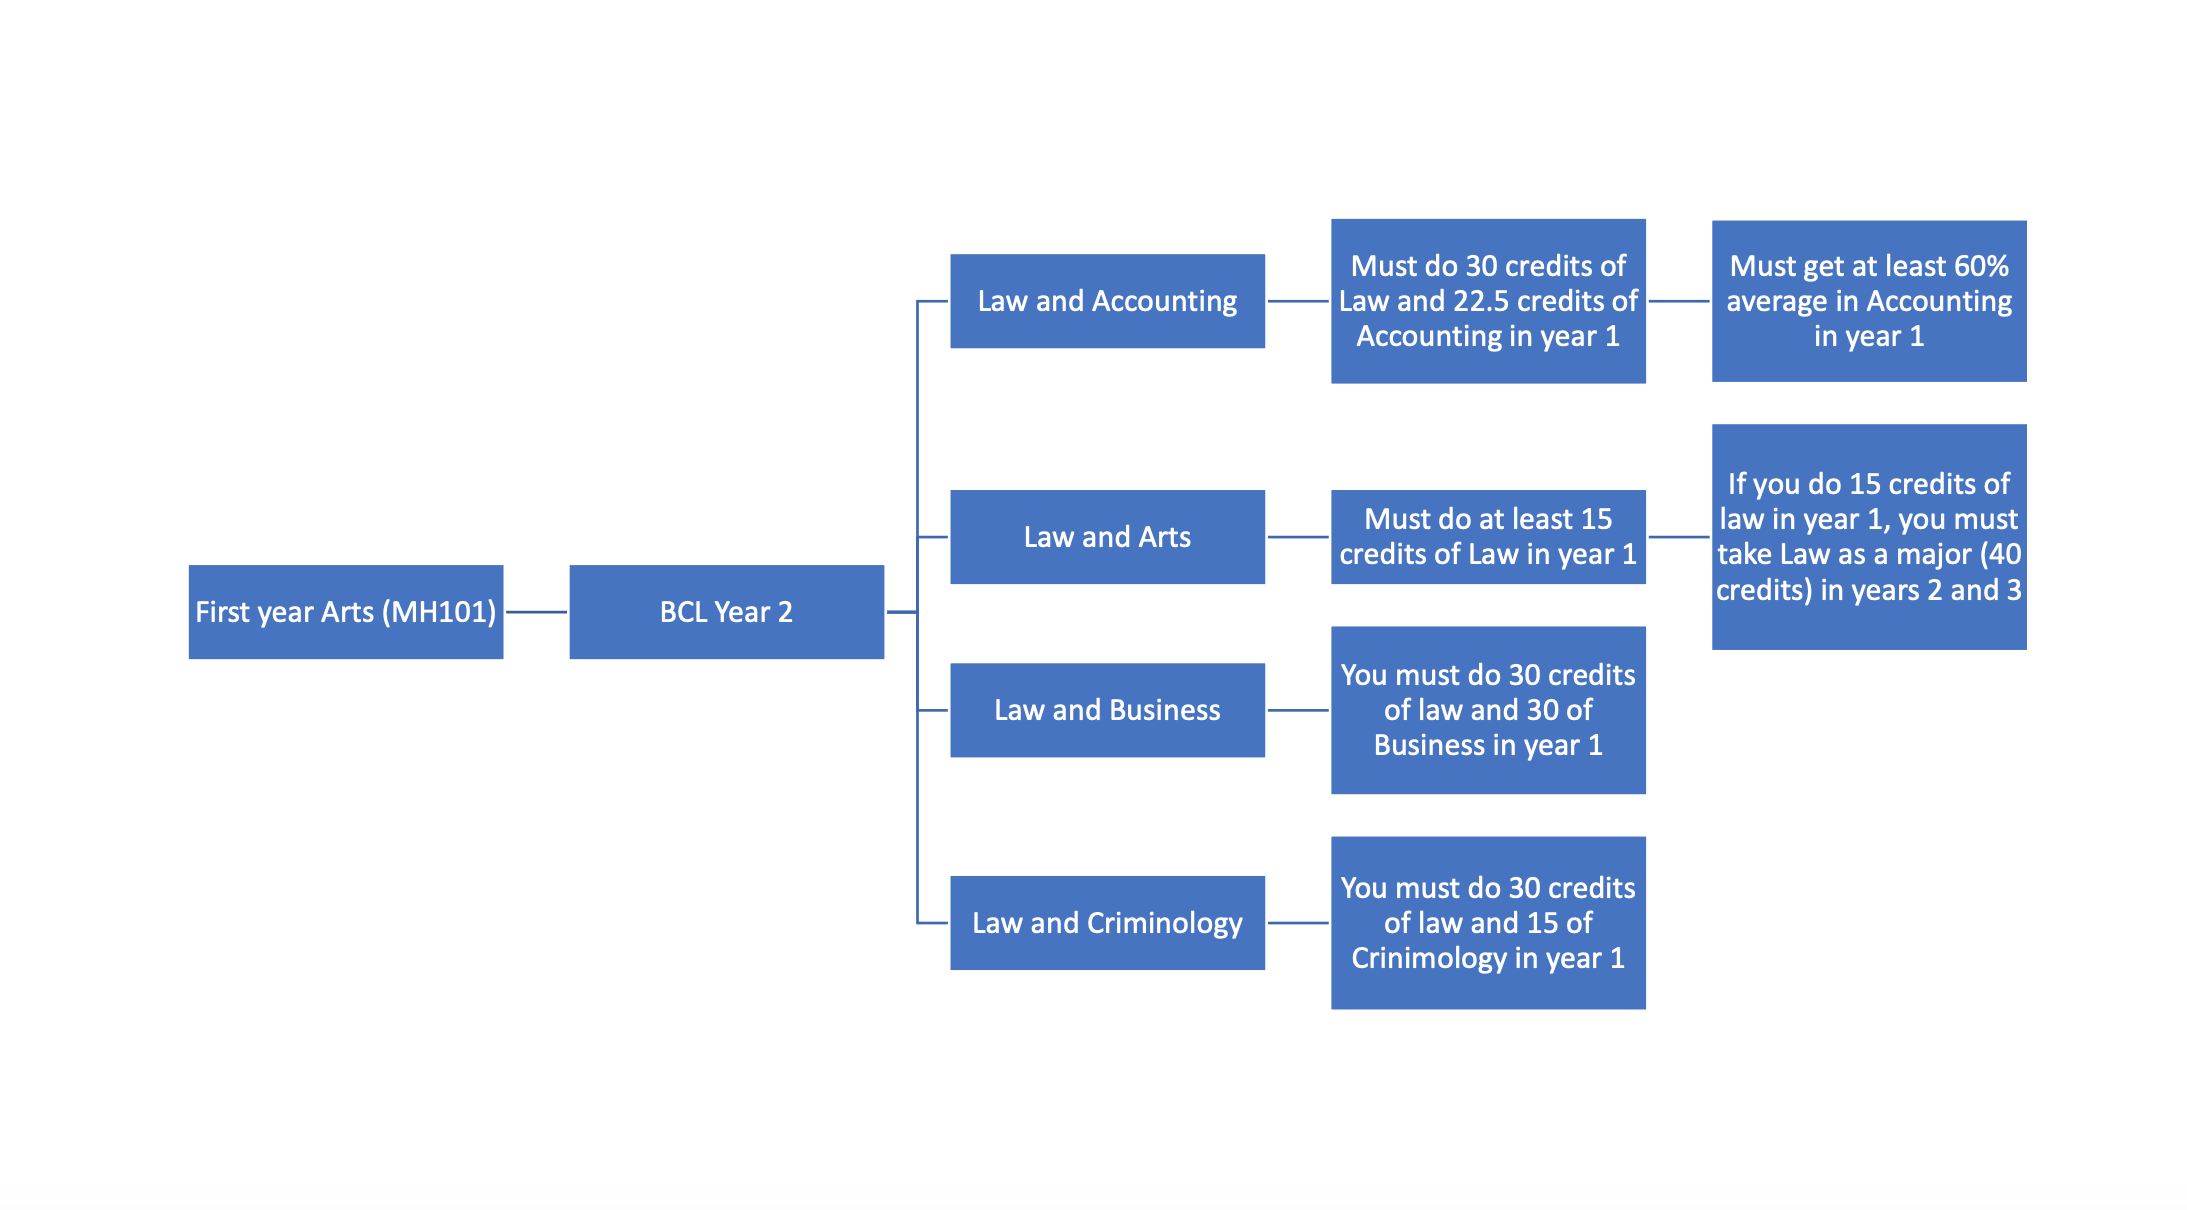 First year Arts (MH101)
BCL Year 2
Law and Accounting
Must do 30 credits of
Law and 22.5 credits of
Accounting in year 1
Must get at least 60%
average in Accounting
in year 1
Law and Arts
Must do at least 15
credits of Law in year 1
If you do 15 credits of
law in year 1, you must
take Law as a major (40
credits) in years 2 and 3
Law and Business
You must do 30 credits
of law and 30 of
Business in year 1
Law and Criminology
You must do 30 credits
of law and 15 of
Crinimology in year 1